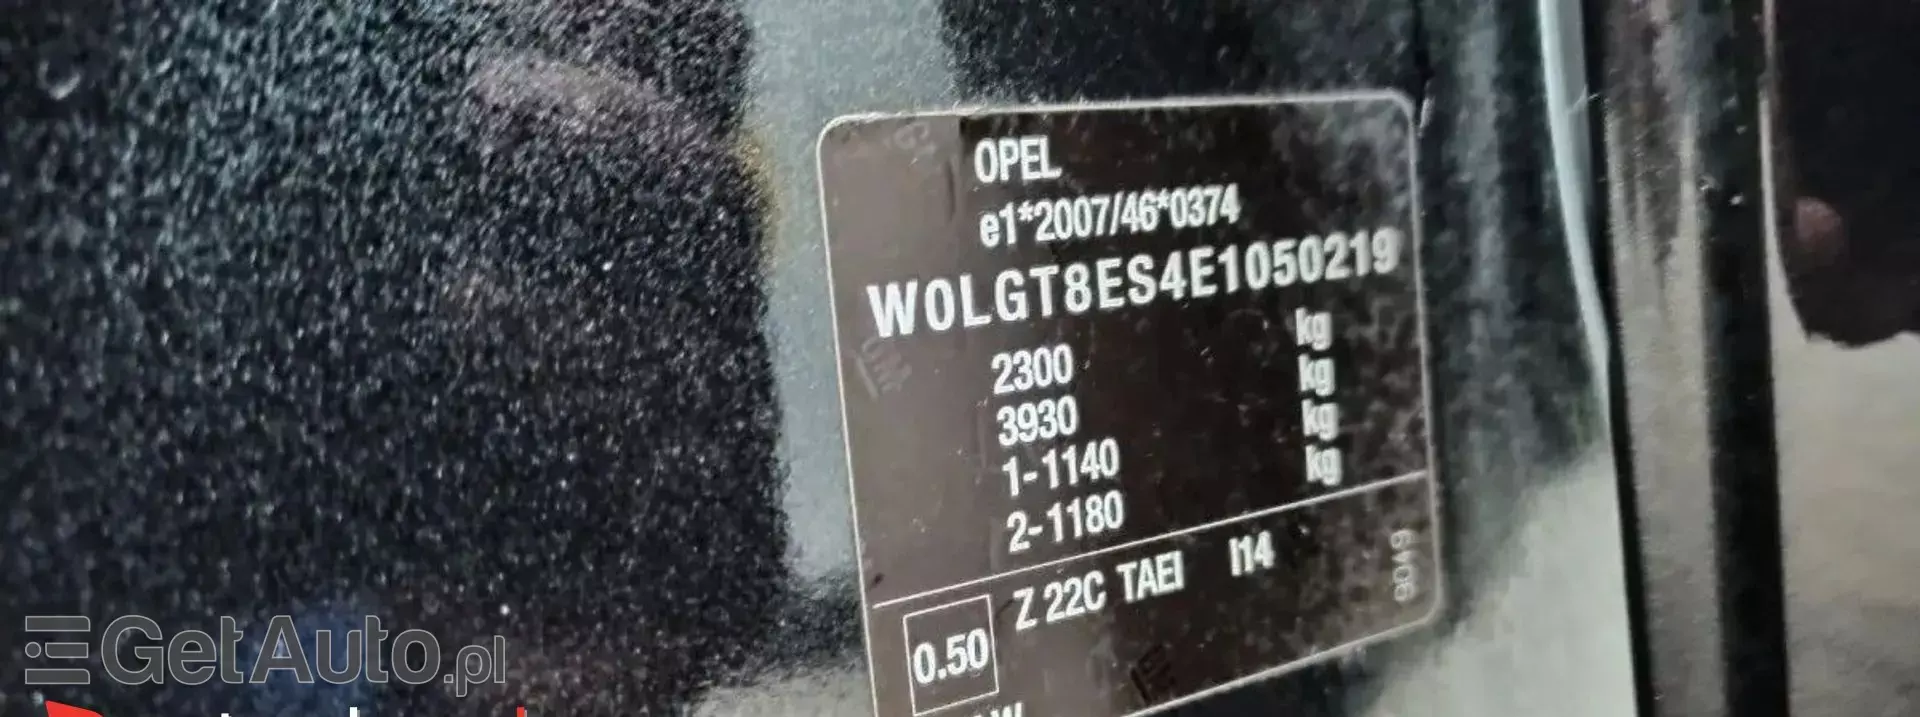 OPEL
e1*2007/46*0374
W0LGT8ES4E1050219
2300 kg
3930 kg
1-1140 kg
2-1180 kg
0.50 Z 22C TAEI I14
9049
GetAuto.pl